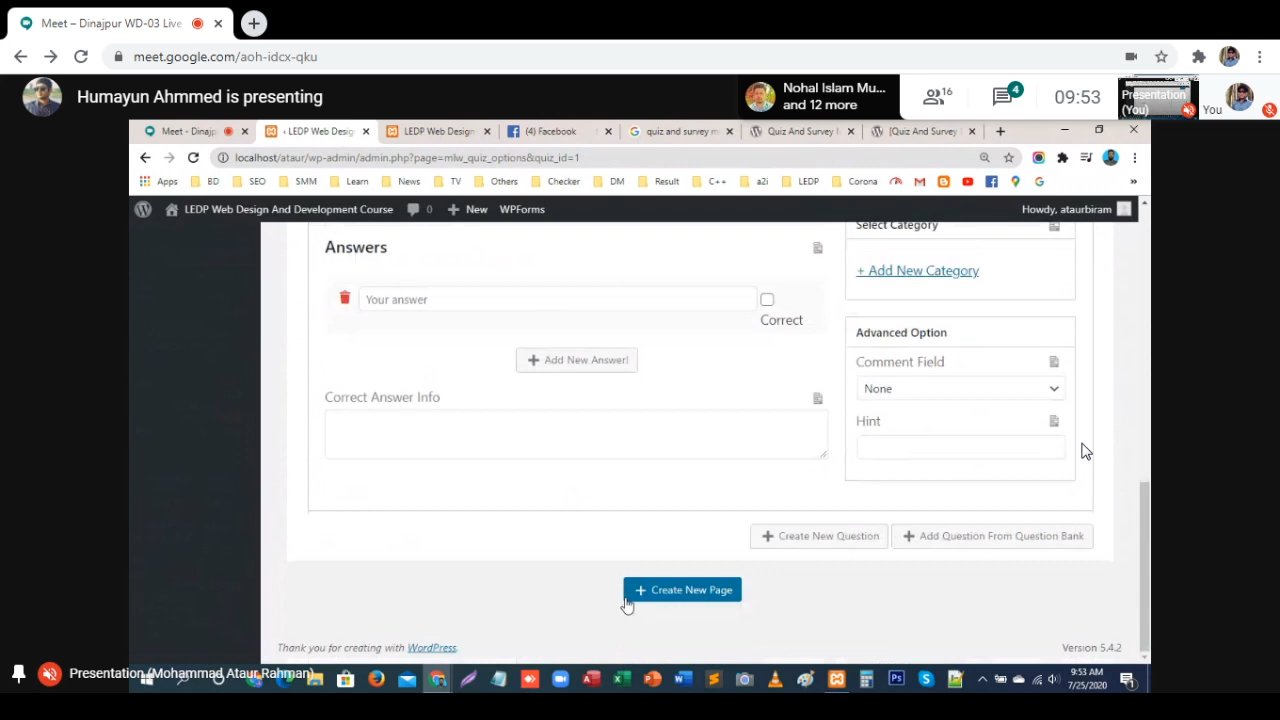 Meet – Dinajpur WD-03 Live
meet.google.com/aoh-idcx-qku
Humayun Ahmmed is presenting
Nohal Islam Mu...
and 12 more
16
4
09:53
Presentation
(You)
You
Meet - Dinajp
‹ LEDP Web Desig
LEDP Web Design
(4) Facebook
quiz and survey m
Quiz And Survey M
[Quiz And Survey
localhost/ataur/wp-admin/admin.php?page=mlw_quiz_options&quiz_id=1
Apps
BD
SEO
SMM
Learn
News
TV
Others
Checker
DM
Result
C++
a2i
LEDP
Corona
LEDP Web Design And Development Course
0
New
WPForms
Howdy, ataurbiram
Select Category
Answers
+ Add New Category
Your answer
Correct
Advanced Option
Comment Field
Add New Answer!
None
Correct Answer Info
Hint
Create New Question
Add Question From Question Bank
Create New Page
Thank you for creating with WordPress.
Version 5.4.2
Presentation (Mohammad Ataur Rahman)
9:53 AM
7/25/2020
1